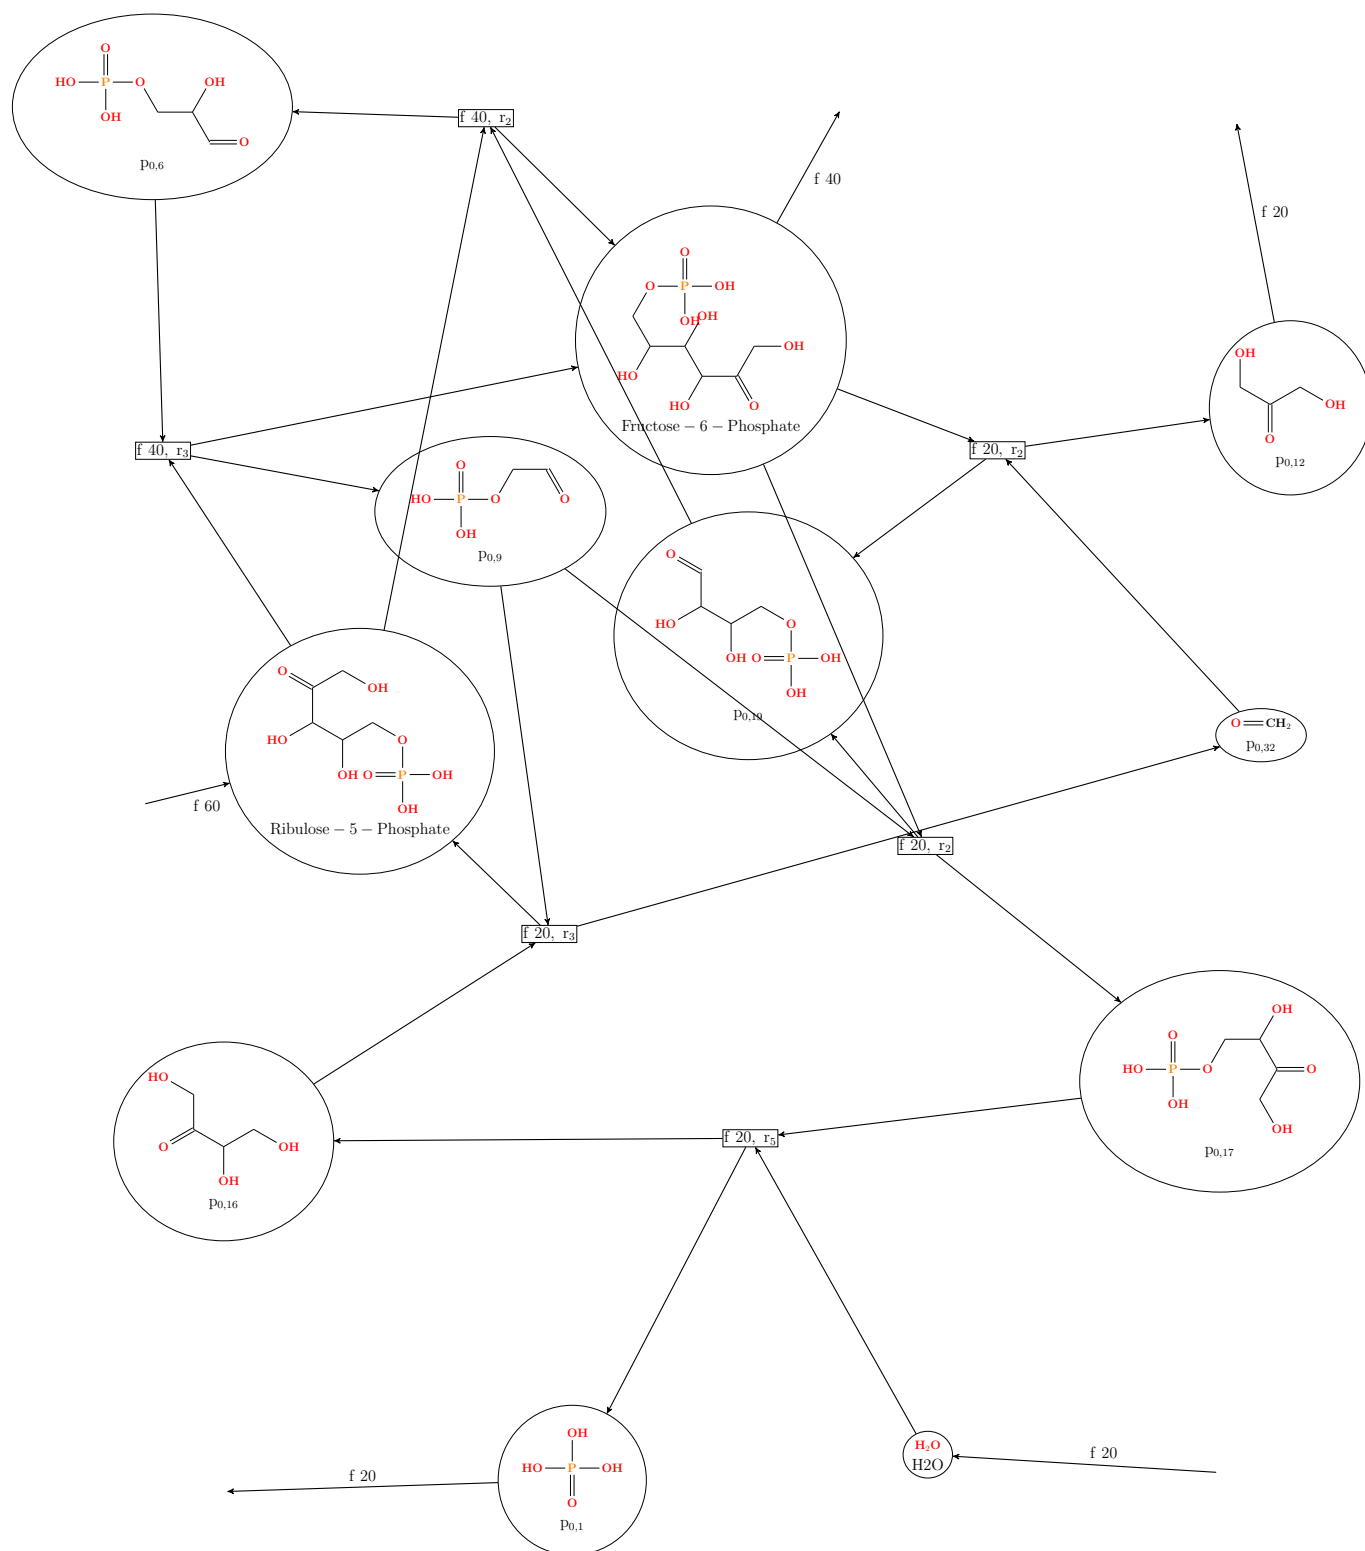 O
HO P O OH
OH O
p0,6
f 40, r2
f 40
f 20
O
O P OH
OH OH
HO OH
HO O
Fructose – 6 – Phosphate
OH
OH
O
p0,12
f 40, r3
f 20, r2
O
HO P O O
OH
p0,9
O
HO O
OH O P OH
OH
p0,19
O OH
HO O
OH O P OH
OH
Ribulose – 5 – Phosphate
f 60
O CH2
p0,32
f 20, r2
f 20, r3
OH
O
HO P O O
OH
OH
p0,17
HO
O OH
OH
p0,16
f 20, r5
OH
HO P OH
O
p0,1
f 20
H2O
H2O
f 20